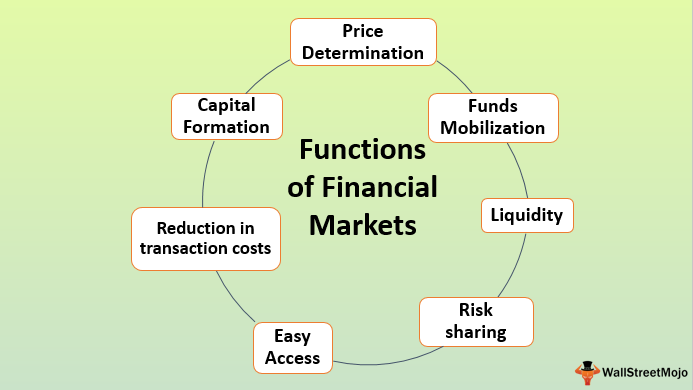 Price
Determination
Capital
Formation
Funds
Mobilization
Functions
of Financial
Markets
Liquidity
Reduction in
transaction costs
Risk
sharing
Easy
Access
WallStreetMojo